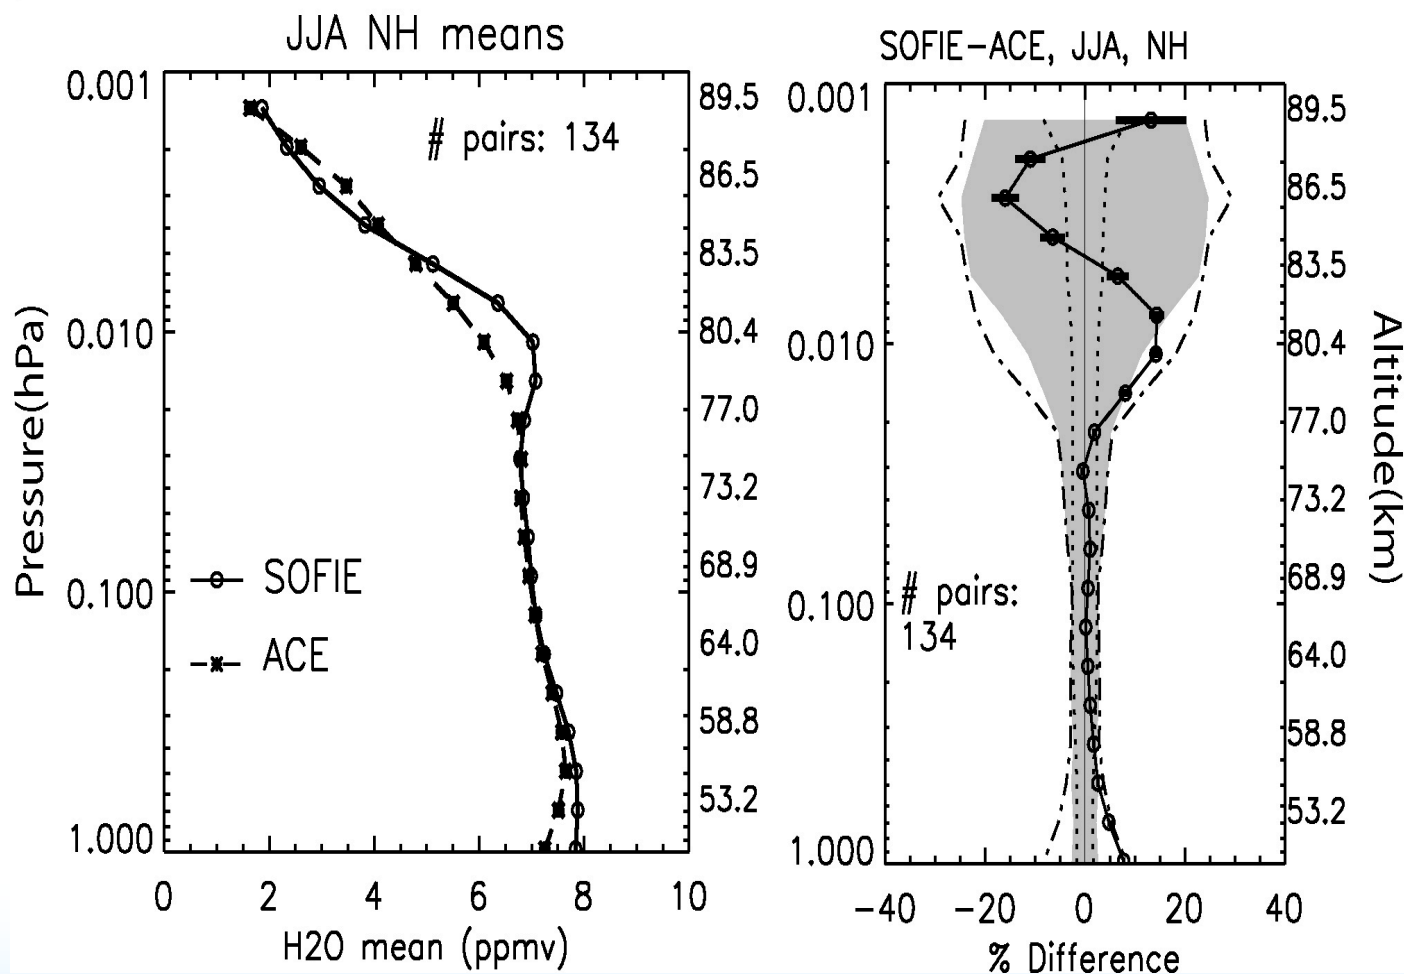 JJA NH means
# pairs: 134
Pressure(hPa)
0.001
0.010
0.100
1.000
89.5
86.5
83.5
80.4
77.0
73.2
68.9
64.0
58.8
53.2
SOFIE
ACE
0 2 4 6 8 10
H2O mean (ppmv)
SOFIE-ACE, JJA, NH
0.001
0.010
0.100
1.000
# pairs:
134
89.5
86.5
83.5
80.4
77.0
73.2
68.9
64.0
58.8
53.2
Altitude(km)
-40 -20 0 20 40
% Difference